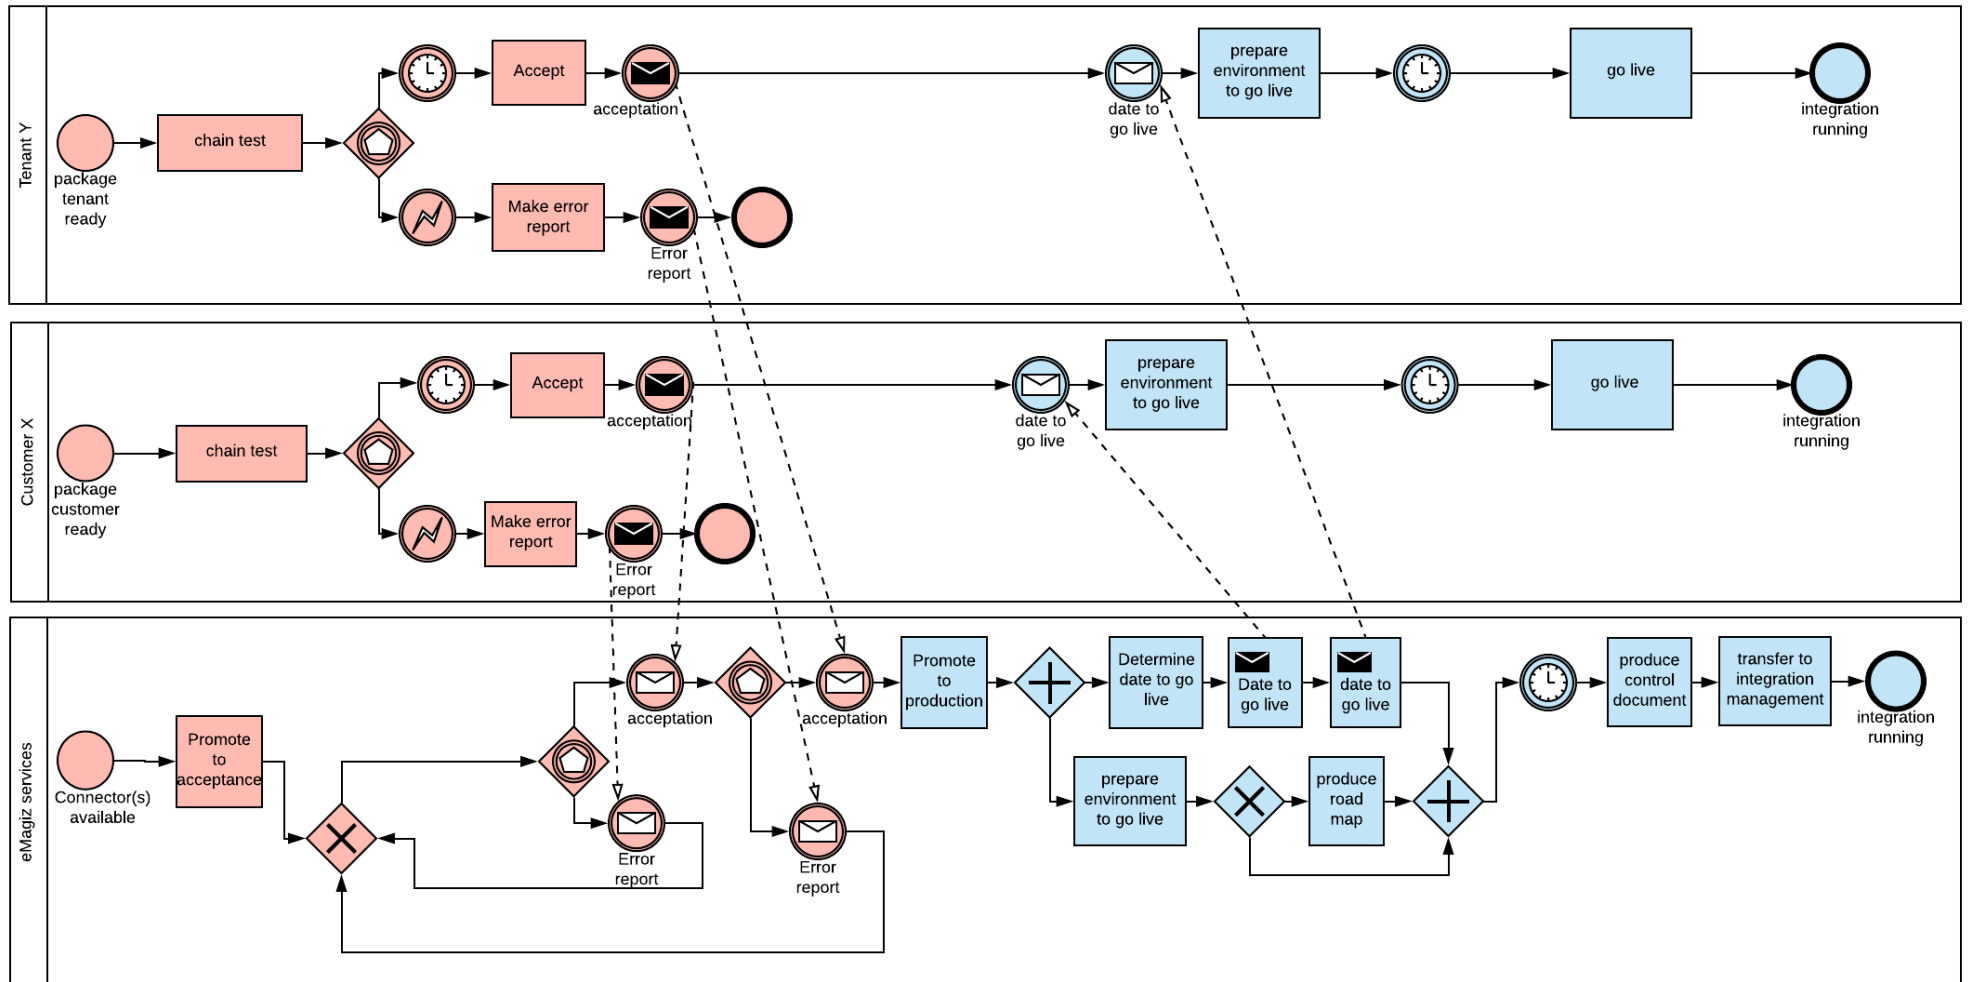 Tenant Y
package
tenant
ready
chain test
Accept
acceptation
Make error
report
Error
report
date to
go live
prepare
environment
to go live
go live
integration
running
Customer X
package
customer
ready
chain test
Accept
acceptation
Make error
report
Error
report
date to
go live
prepare
environment
to go live
go live
integration
running
eMagiz services
Connector(s)
available
Promote
to
acceptance
acceptation
Error
report
acceptation
Error
report
Promote
to
production
Determine
date to go
live
Date to
go live
date to
go live
prepare
environment
to go live
produce
road
map
produce
control
document
transfer to
integration
management
integration
running